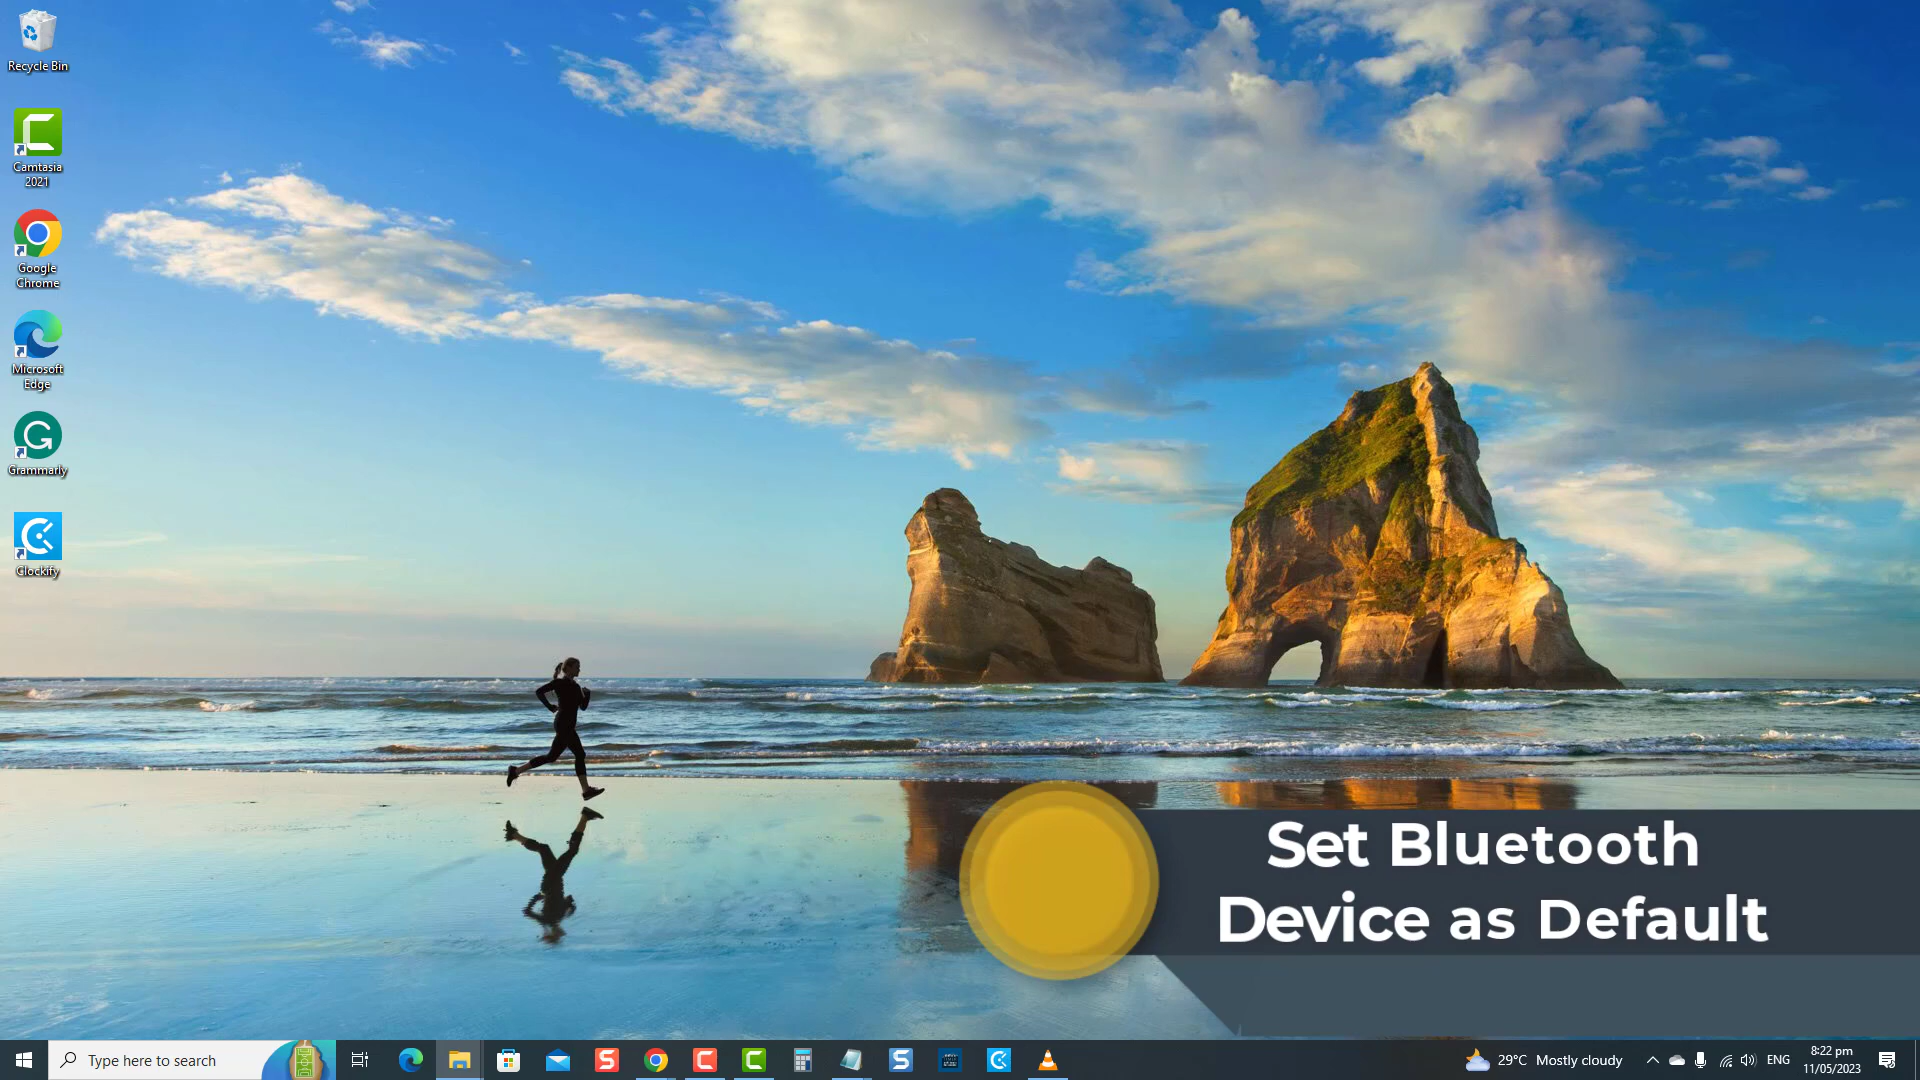 Recycle Bin
Camtasia
2021
Google
Chrome
Microsoft
Edge
Grammarly
Clockify
Set Bluetooth
Device as Default
Type here to search
29°C Mostly cloudy
ENG
8:22 pm
11/05/2023